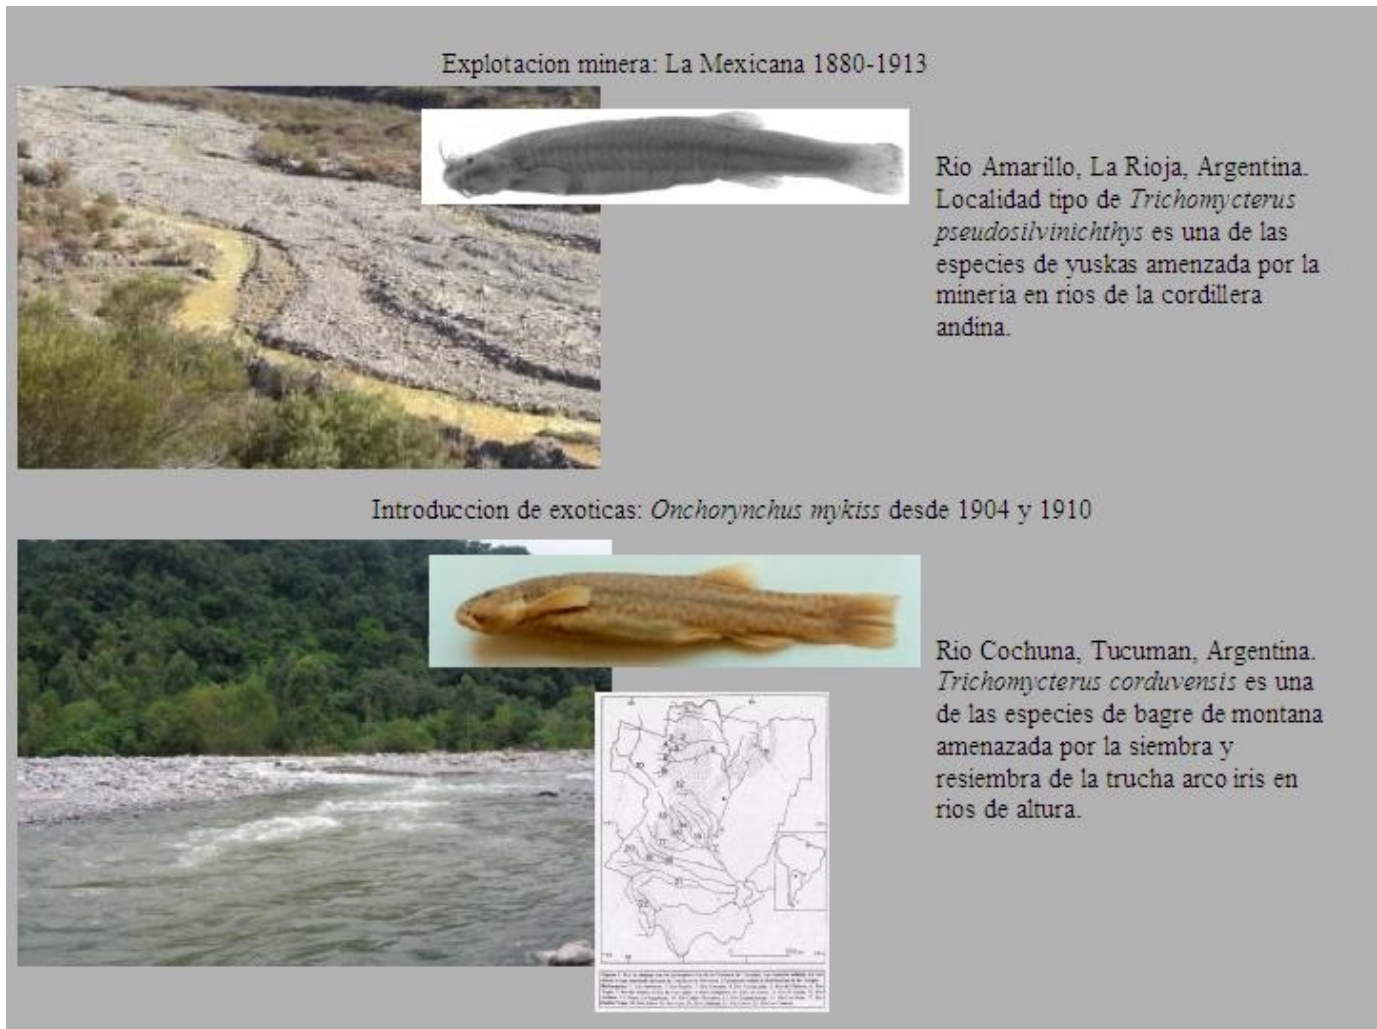 Explotacion minera: La Mexicana 1880-1913
Rio Amarillo, La Rioja, Argentina.
Localidad tipo de Trichomycterus
pseudosilvinichthys es una de las
especies de yuskas amenzada por la
mineria en rios de la cordillera
andina.
Introduccion de exoticas: Onchorynchus mykiss desde 1904 y 1910
Rio Cochuna, Tucuman, Argentina.
Trichomycterus corduvensis es una
de las especies de bagre de montana
amenazada por la siembra y
resiembra de la trucha arco iris en
rios de altura.